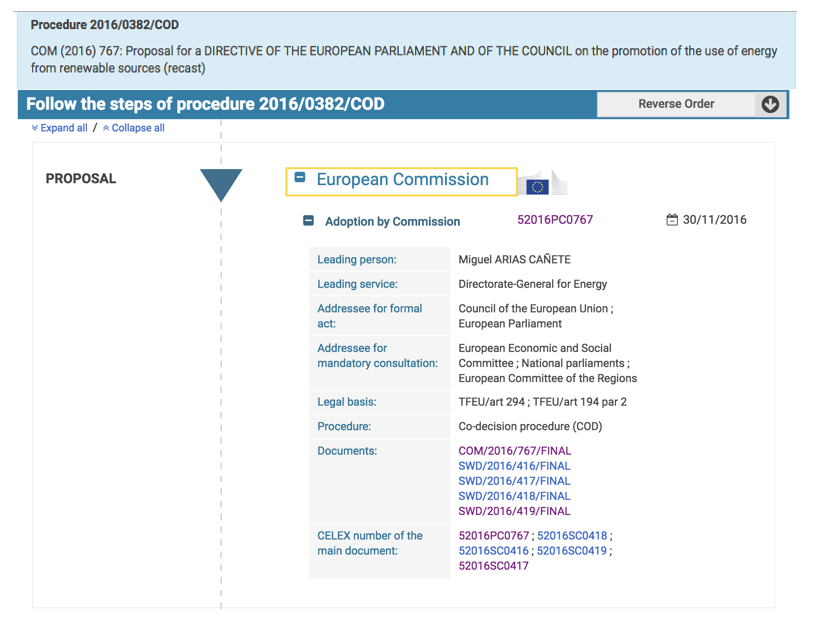 Procedure 2016/0382/COD
COM (2016) 767: Proposal for a DIRECTIVE OF THE EUROPEAN PARLIAMENT AND OF THE COUNCIL on the promotion of the use of energy
from renewable sources (recast)
Follow the steps of procedure 2016/0382/COD
Reverse Order
Expand all / Collapse all
PROPOSAL
European Commission
Adoption by Commission 52016PC0767 30/11/2016
Leading person: Miguel ARIAS CAÑETE
Leading service: Directorate-General for Energy
Addressee for formal Council of the European Union ;
act: European Parliament
Addressee for European Economic and Social
mandatory consultation: Committee ; National parliaments ;
European Committee of the Regions
Legal basis: TFEU/art 294 ; TFEU/art 194 par 2
Procedure: Co-decision procedure (COD)
Documents: COM/2016/767/FINAL
SWD/2016/416/FINAL
SWD/2016/417/FINAL
SWD/2016/418/FINAL
SWD/2016/419/FINAL
CELEX number of the 52016PC0767 ; 52016SC0418 ;
main document: 52016SC0416 ; 52016SC0419 ;
52016SC0417